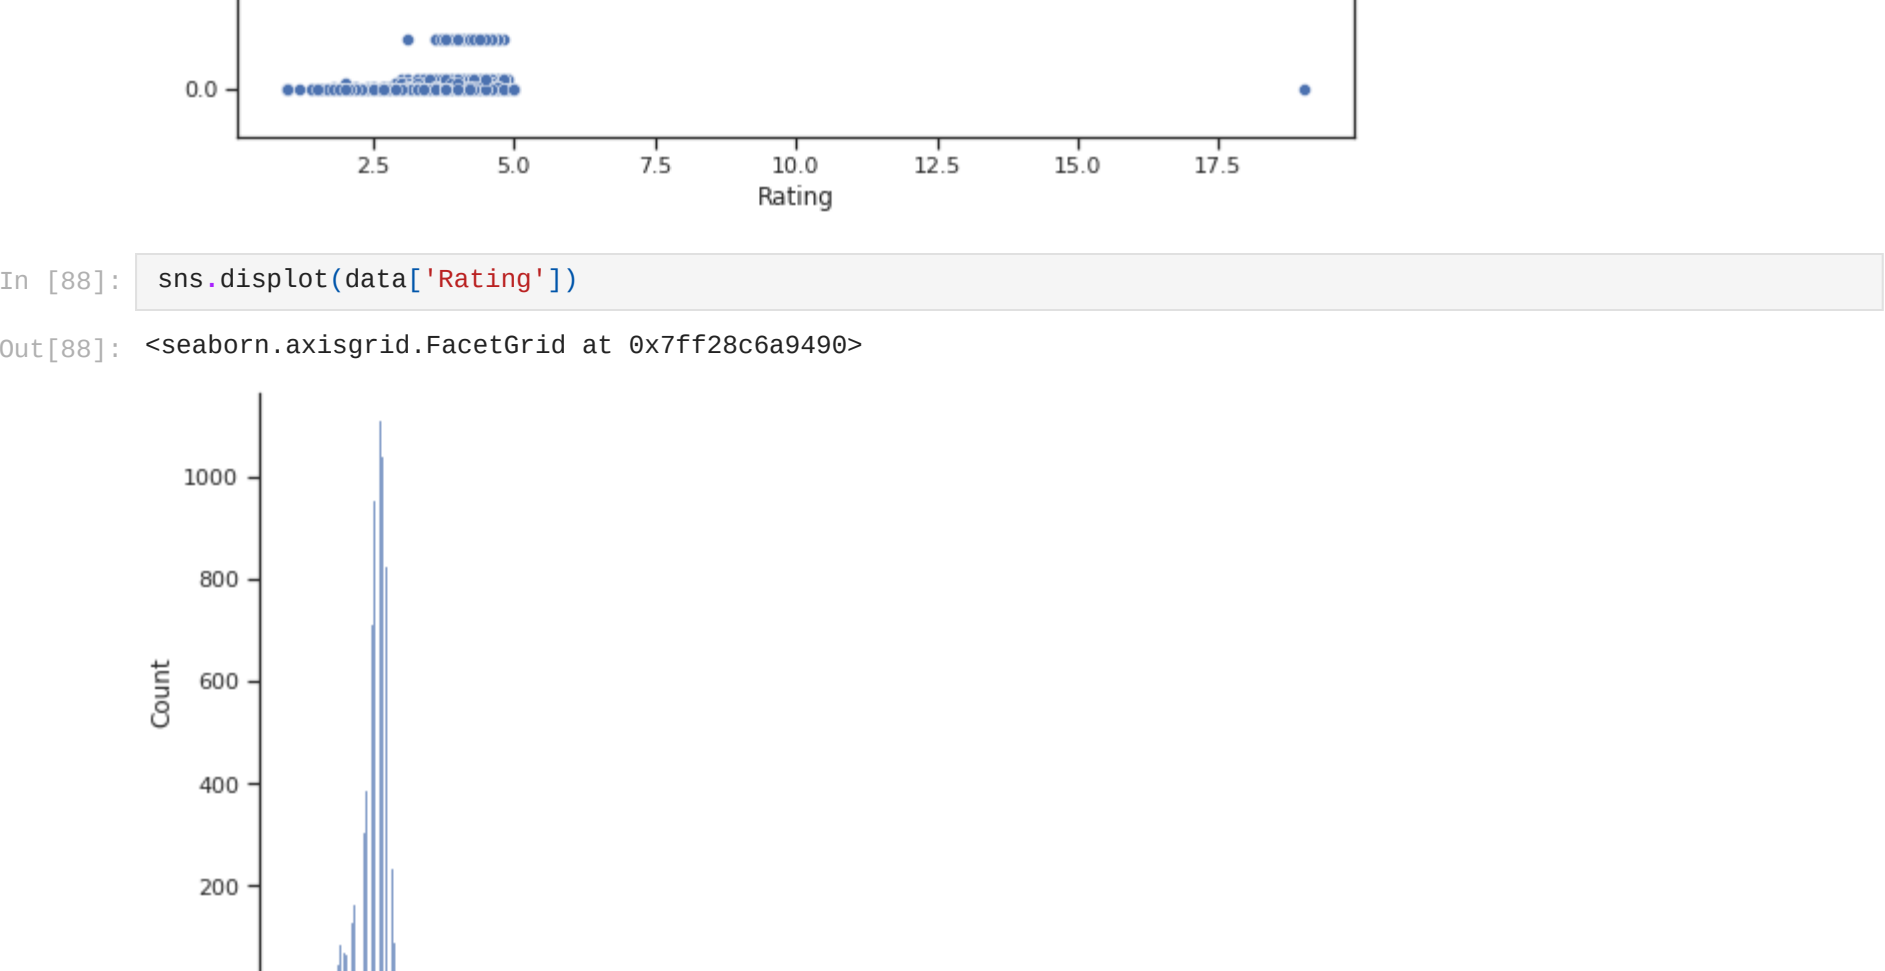 0.0
2.5 5.0 7.5 10.0 12.5 15.0 17.5
Rating
In [88]: sns.displot(data['Rating'])
Out[88]: <seaborn.axisgrid.FacetGrid at 0x7ff28c6a9490>
1000
800
600
Count
400
200